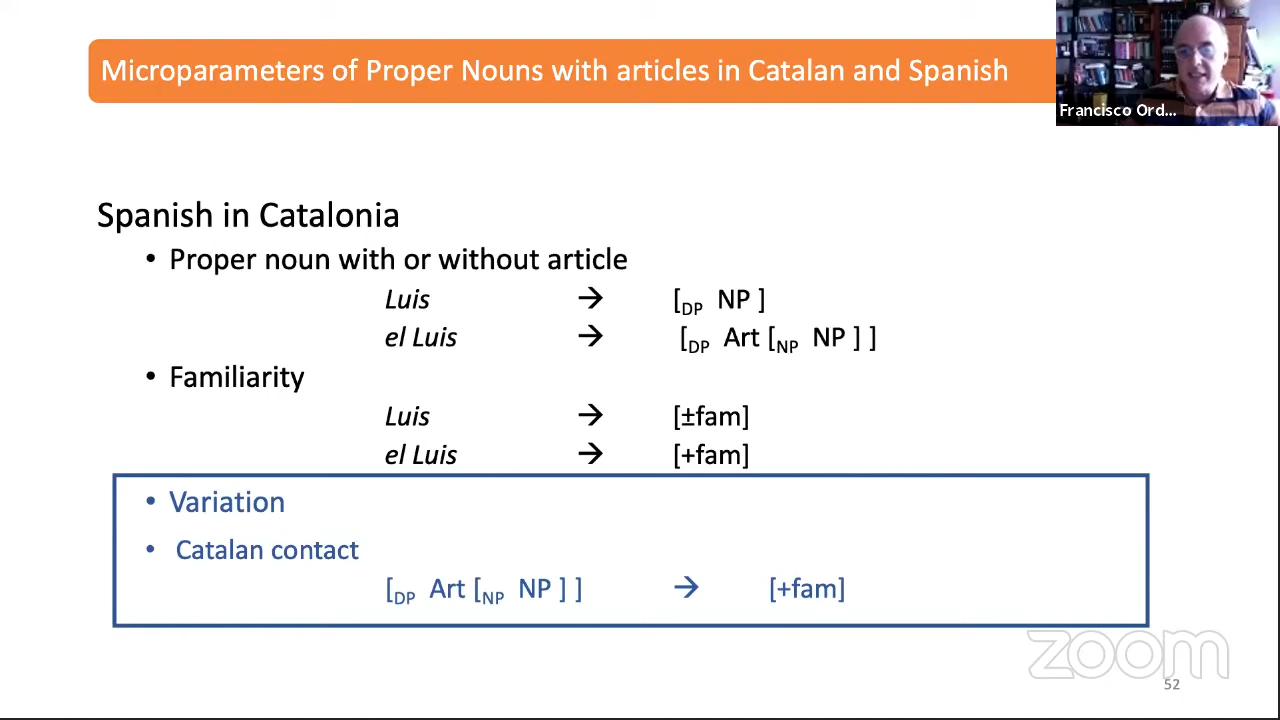 Microparameters of Proper Nouns with articles in Catalan and Spanish
Francisco Ord...
Spanish in Catalonia
• Proper noun with or without article
Luis → [DP NP ]
el Luis → [DP Art [NP NP ] ]
• Familiarity
Luis → [±fam]
el Luis → [+fam]
• Variation
• Catalan contact
[DP Art [NP NP ] ] → [+fam]
zoom
52